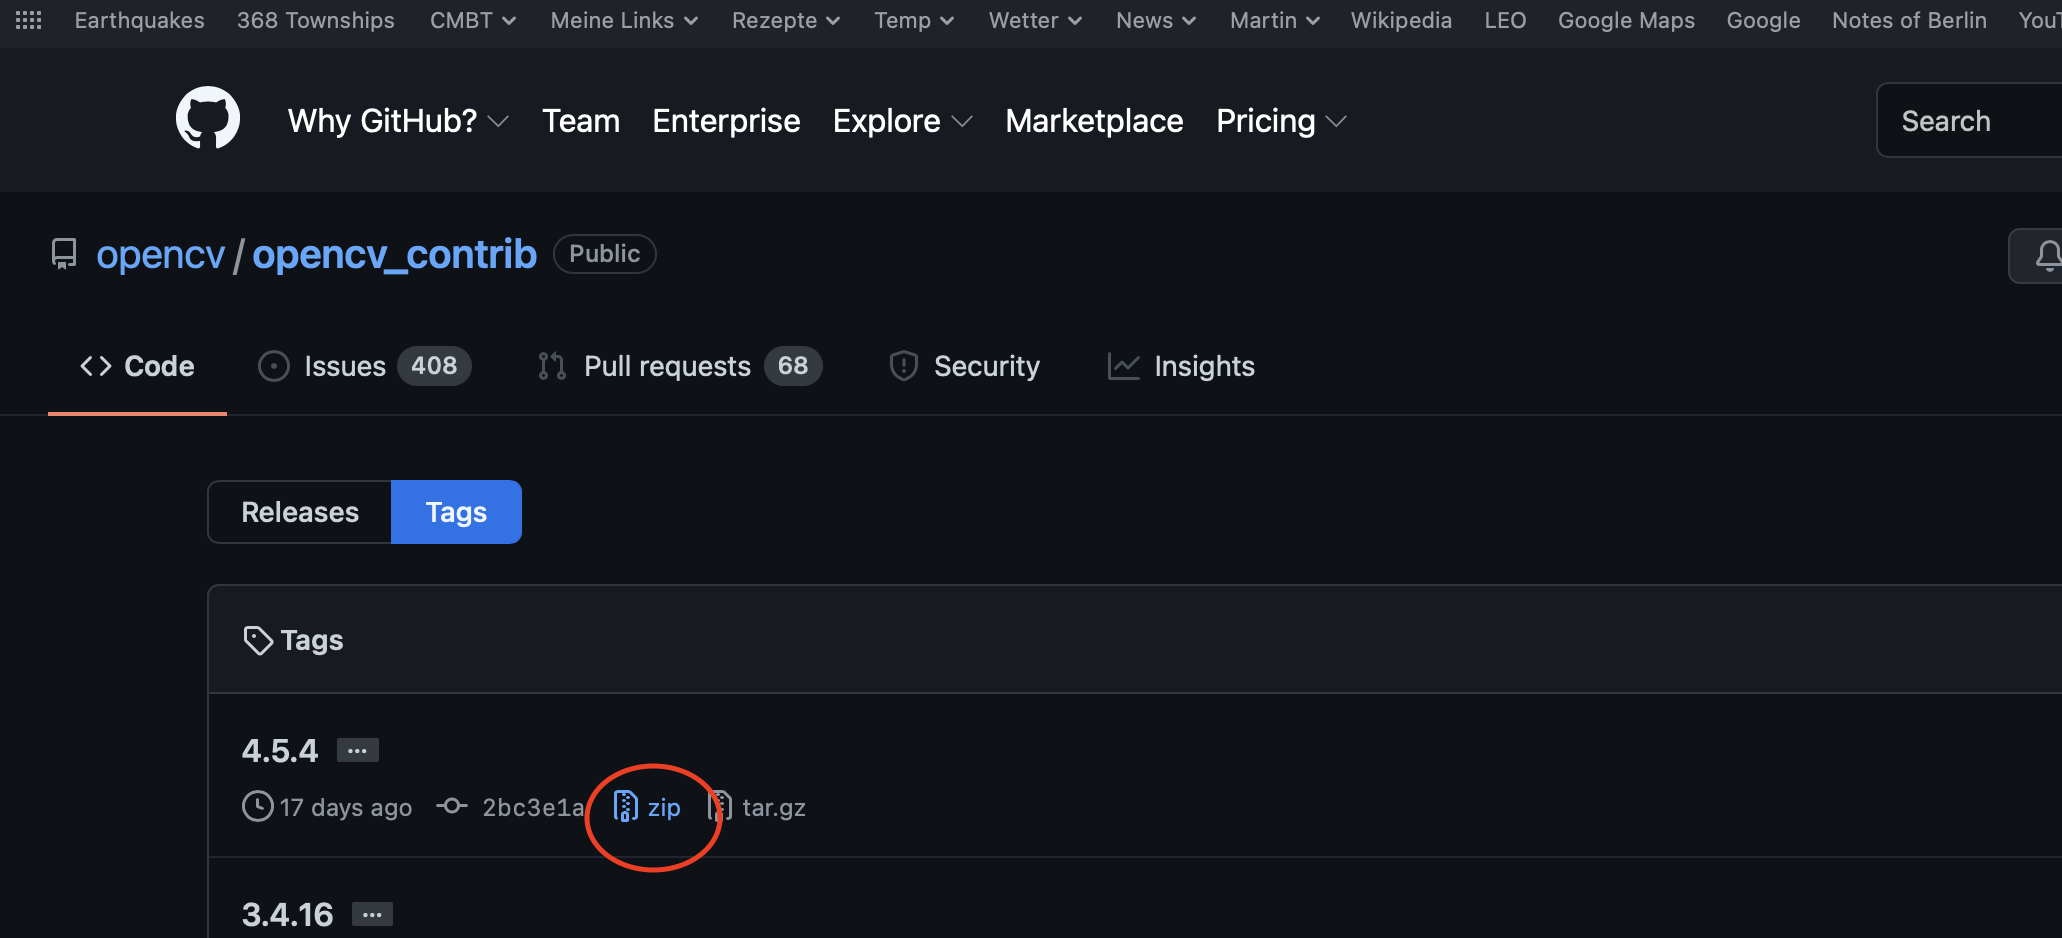 Earthquakes 368 Townships CMBT Meine Links Rezepte Temp Wetter News Martin Wikipedia LEO Google Maps Google Notes of Berlin
Why GitHub? Team Enterprise Explore Marketplace Pricing Search
opencv / opencv_contrib Public
Code Issues 408 Pull requests 68 Security Insights
Releases Tags
Tags
4.5.4 ...
17 days ago 2bc3e1a zip tar.gz
3.4.16 ...